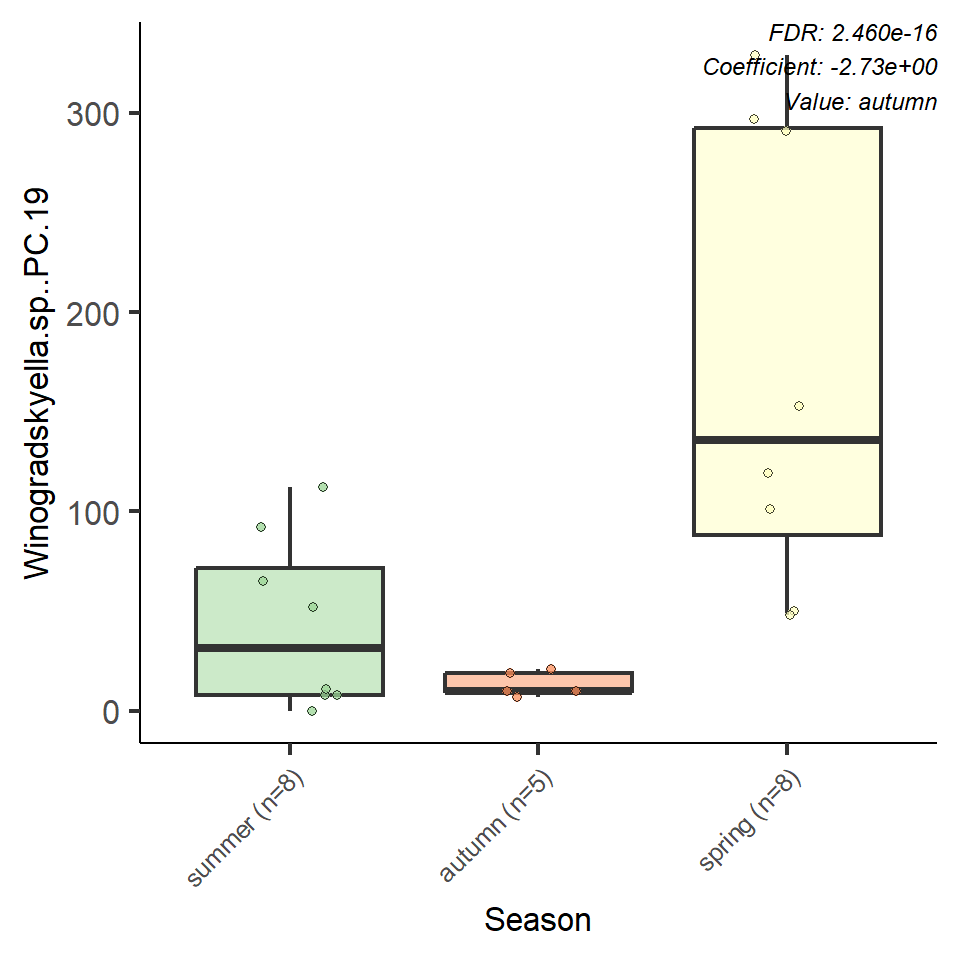 FDR: 2.460e-16
Coefficient: -2.73e+00
Value: autumn
Winogradskyella.sp..PC.19
300
200
100
0
summer (n=8)
autumn (n=5)
spring (n=8)
Season